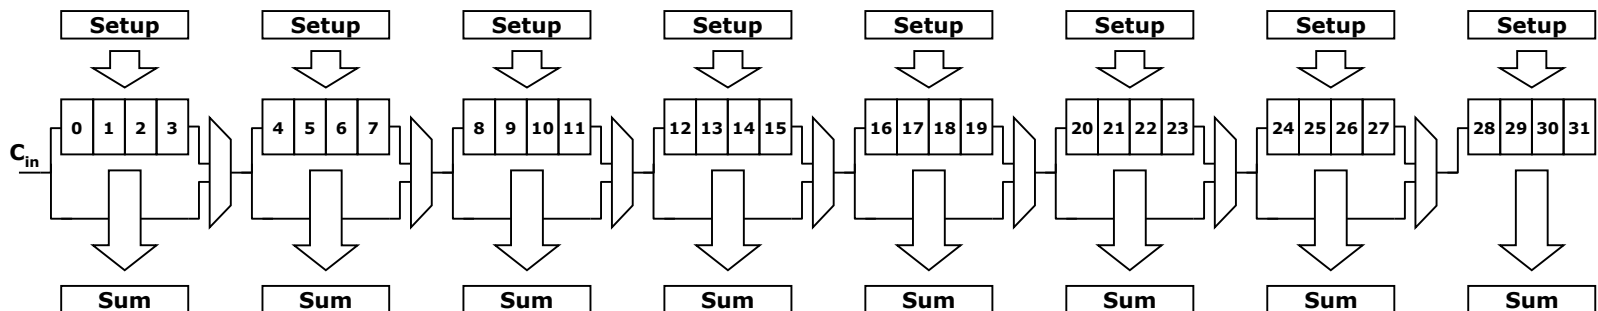 Setup Setup Setup Setup Setup Setup Setup Setup
0 1 2 3 4 5 6 7 8 9 10 11 12 13 14 15 16 17 18 19 20 21 22 23 24 25 26 27 28 29 30 31
Cin
Sum Sum Sum Sum Sum Sum Sum Sum